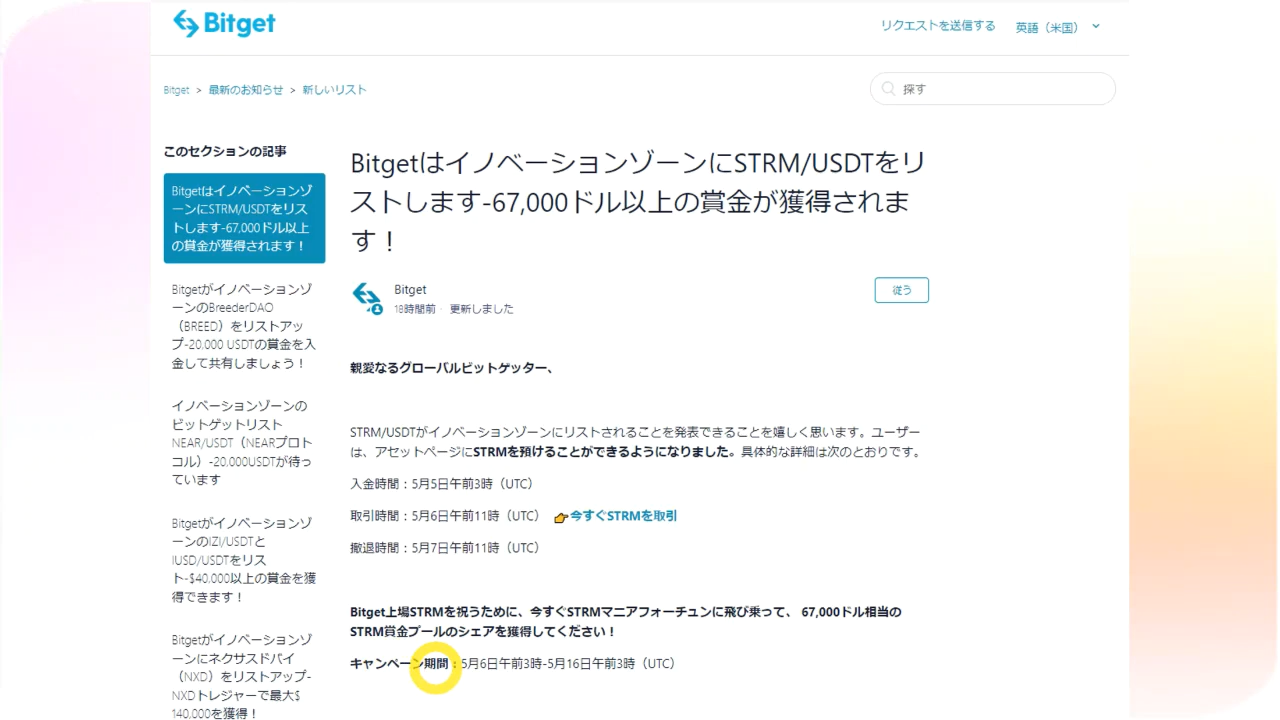 Bitget
リクエストを送信する 英語（米国）
Bitget > 最新のお知らせ > 新しいリスト
探す
このセクションの記事
BitgetはイノベーションゾーンにSTRM/USDTをリストします-67,000ドル以上の賞金が獲得されます！
BitgetはイノベーションゾーンにSTRM/USDTをリ
ストします-67,000ドル以上の賞金が獲得されま
す！
BitgetがイノベーションゾーンのBreederDAO（BREED）をリストアップ-20,000 USDTの賞金を入金して共有しましょう！
Bitget
従う
18時間前 · 更新しました
親愛なるグローバルビットゲッター、
イノベーションゾーンのビットゲットリストNEAR/USDT（NEARプロトコル）-20,000USDTが待っています
STRM/USDTがイノベーションゾーンにリストされることを発表できることを嬉しく思います。ユーザー
は、アセットページにSTRMを預けることができるようになりました。具体的な詳細は次のとおりです。
入金時間：5月5日午前3時（UTC）
取引時間：5月6日午前11時（UTC） 👉今すぐSTRMを取引
撤退時間：5月7日午前11時（UTC）
BitgetがイノベーションゾーンのIZI/USDTとIUSD/USDTをリスト-$40,000以上の賞金を獲得できます！
Bitget上場STRMを祝うために、今すぐSTRMマニアフォーチュンに飛び乗って、 67,000ドル相当の
STRM賞金プールのシェアを獲得してください！
キャンペーン期間：5月6日午前3時-5月16日午前3時（UTC）
Bitgetがイノベーションゾーンにネクサスドバイ（NXD）をリストアップ-NXDトレジャーで最大$140,000を獲得！